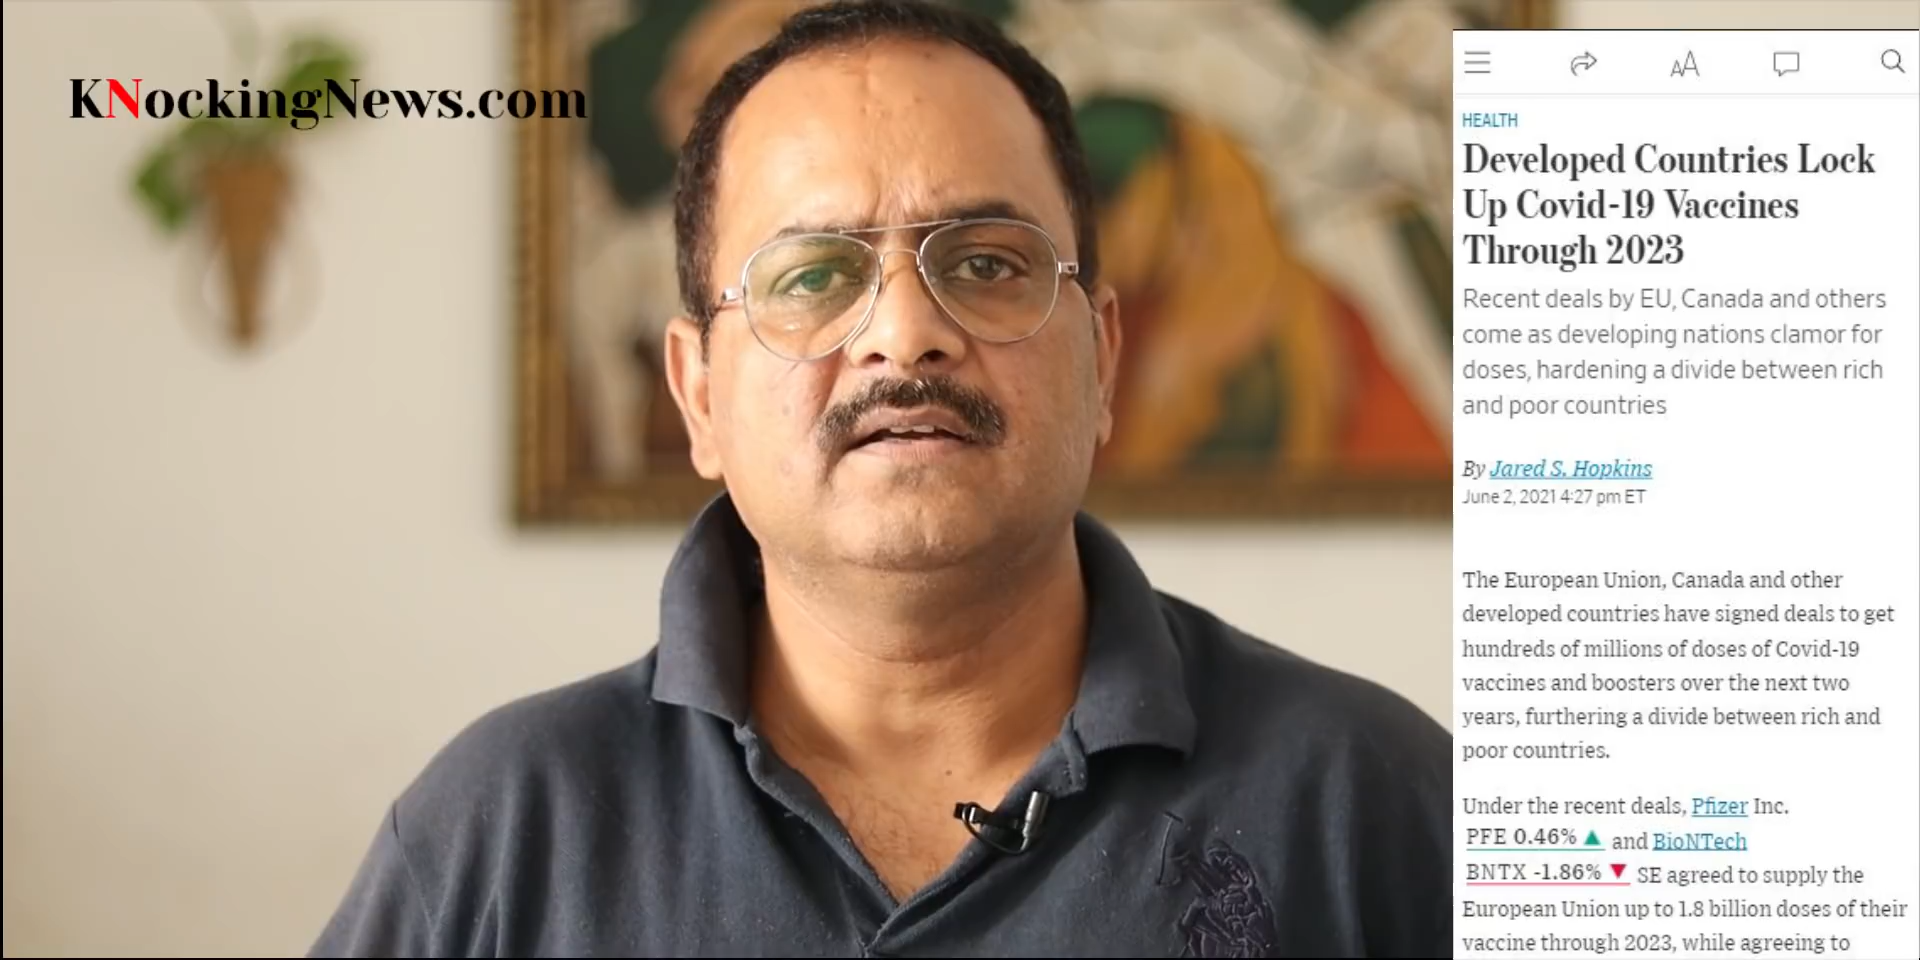 KNockingNews.com
HEALTH
Developed Countries Lock
Up Covid-19 Vaccines
Through 2023
Recent deals by EU, Canada and others
come as developing nations clamor for
doses, hardening a divide between rich
and poor countries
By Jared S. Hopkins
June 2, 2021 4:27 pm ET
The European Union, Canada and other
developed countries have signed deals to get
hundreds of millions of doses of Covid-19
vaccines and boosters over the next two
years, furthering a divide between rich and
poor countries.
Under the recent deals, Pfizer Inc.
PFE 0.46% ▲ and BioNTech
BNTX -1.86% ▼ SE agreed to supply the
European Union up to 1.8 billion doses of their
vaccine through 2023, while agreeing to